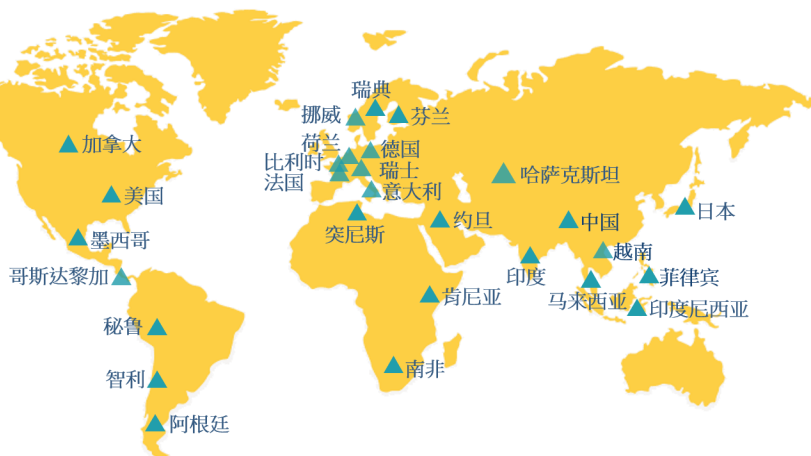 瑞典
挪威
芬兰
荷兰
加拿大
德国
比利时
瑞士
哈萨克斯坦
法国
意大利
美国
日本
约旦
中国
突尼斯
墨西哥
越南
哥斯达黎加
印度
菲律宾
肯尼亚
马来西亚
印度尼西亚
秘鲁
南非
智利
阿根廷